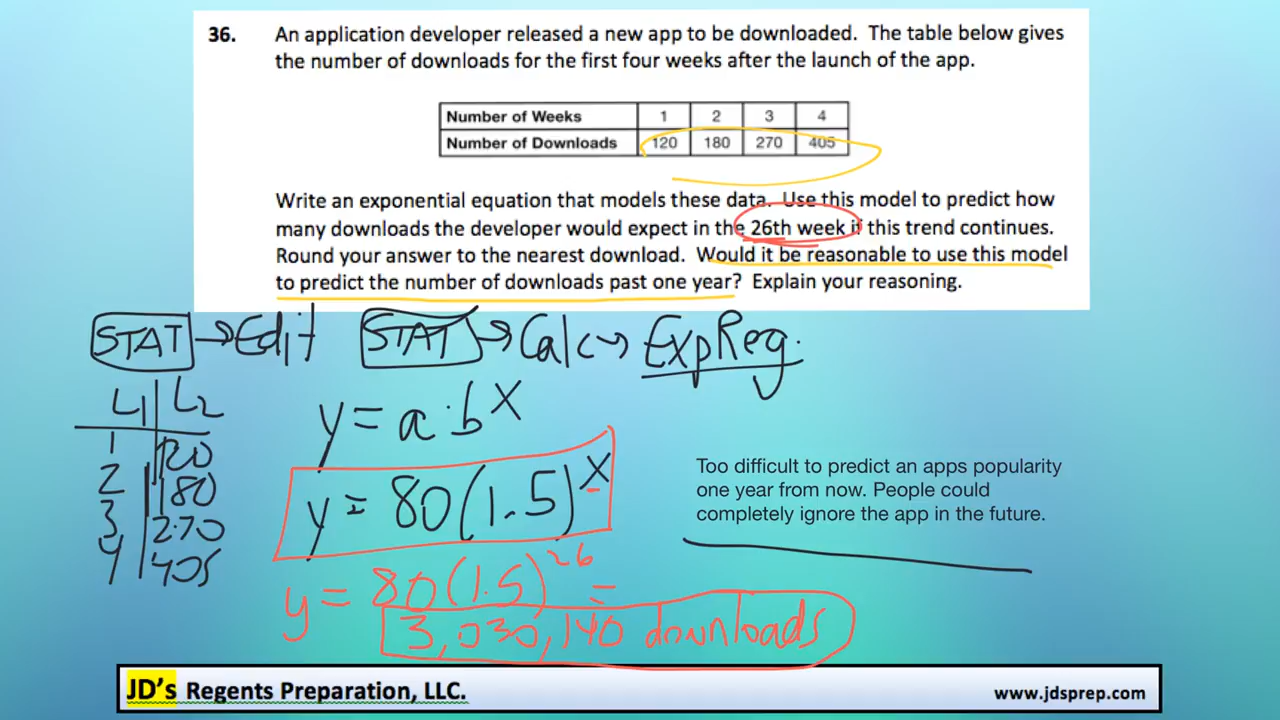 36. An application developer released a new app to be downloaded. The table below gives
the number of downloads for the first four weeks after the launch of the app.
Number of Weeks 1 2 3 4
Number of Downloads 120 180 270 405
Write an exponential equation that models these data. Use this model to predict how
many downloads the developer would expect in the 26th week if this trend continues.
Round your answer to the nearest download. Would it be reasonable to use this model
to predict the number of downloads past one year? Explain your reasoning.
STAT → Edit STAT → Calc → ExpReg.
L1 L2
1 120
2 180
3 270
4 405
y = a·b^x
y = 80(1.5)^x
y = 80(1.5)^26 =
3,030,140 downloads
Too difficult to predict an apps popularity
one year from now. People could
completely ignore the app in the future.
JD's Regents Preparation, LLC. www.jdsprep.com